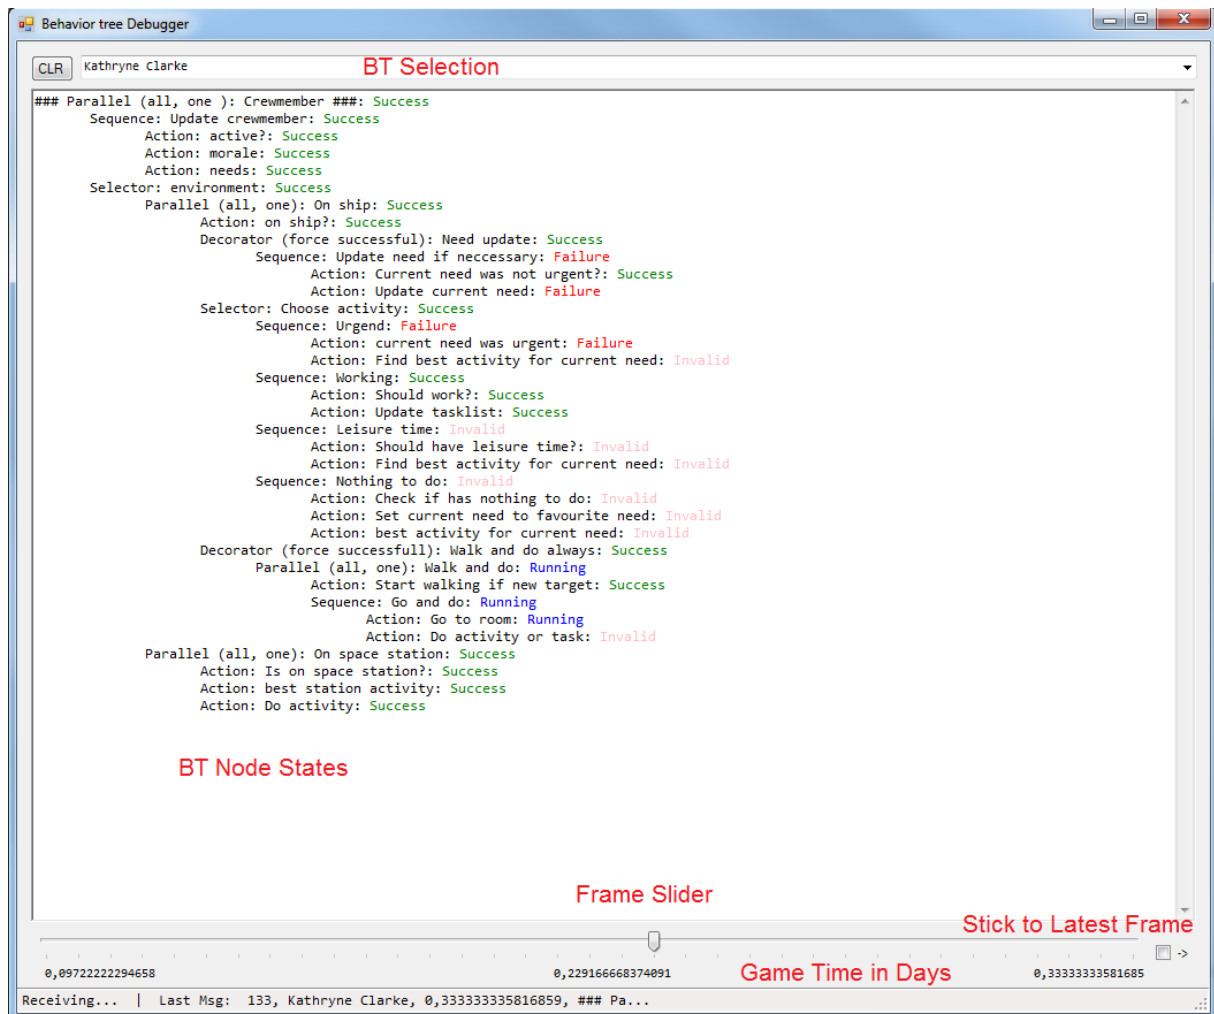 Behavior tree Debugger
CLR Kathryne Clarke BT Selection
### Parallel (all, one ): Crewmember ###: Success
Sequence: Update crewmember: Success
Action: active?: Success
Action: morale: Success
Action: needs: Success
Selector: environment: Success
Parallel (all, one): On ship: Success
Action: on ship?: Success
Decorator (force successful): Need update: Success
Sequence: Update need if neccessary: Failure
Action: Current need was not urgent?: Success
Action: Update current need: Failure
Selector: Choose activity: Success
Sequence: Urgend: Failure
Action: current need was urgent: Failure
Action: Find best activity for current need: Invalid
Sequence: Working: Success
Action: Should work?: Success
Action: Update tasklist: Success
Sequence: Leisure time: Invalid
Action: Should have leisure time?: Invalid
Action: Find best activity for current need: Invalid
Sequence: Nothing to do: Invalid
Action: Check if has nothing to do: Invalid
Action: Set current need to favourite need: Invalid
Action: best activity for current need: Invalid
Decorator (force successfull): Walk and do always: Success
Parallel (all, one): Walk and do: Running
Action: Start walking if new target: Success
Sequence: Go and do: Running
Action: Go to room: Running
Action: Do activity or task: Invalid
Parallel (all, one): On space station: Success
Action: Is on space station?: Success
Action: best station activity: Success
Action: Do activity: Success
BT Node States
Frame Slider
Stick to Latest Frame
->
0,09722222294658 0,229166668374091 Game Time in Days 0,33333333581685
Receiving... | Last Msg: 133, Kathryne Clarke, 0,333333335816859, ### Pa...